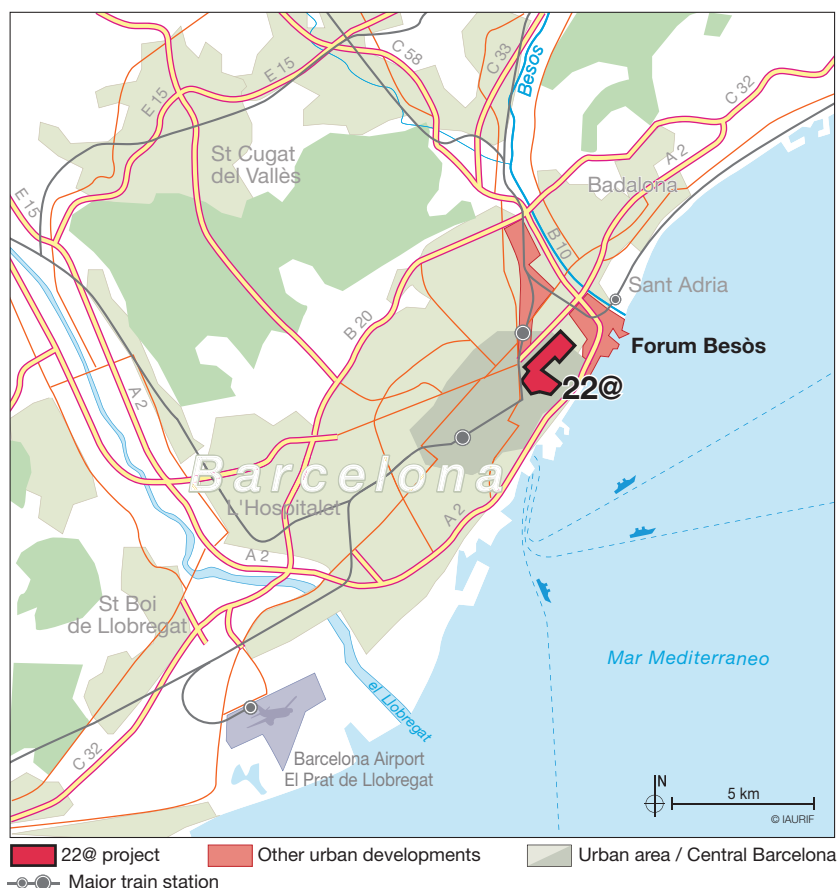 C 58
C 33
Besos
E 15
E 15
C 32
St Cugat
del Vallès
A 2
Badalona
E 15
B 10
Sant Adria
B 20
Forum Besòs
22@
A 2
Barcelona
L'Hospitalet
A 2
A 2
St Boi
de Llobregat
Mar Mediterraneo
el Llobregat
C 32
Barcelona Airport
El Prat de Llobregat
N
5 km
© IAURIF
22@ project
Other urban developments
Urban area / Central Barcelona
Major train station